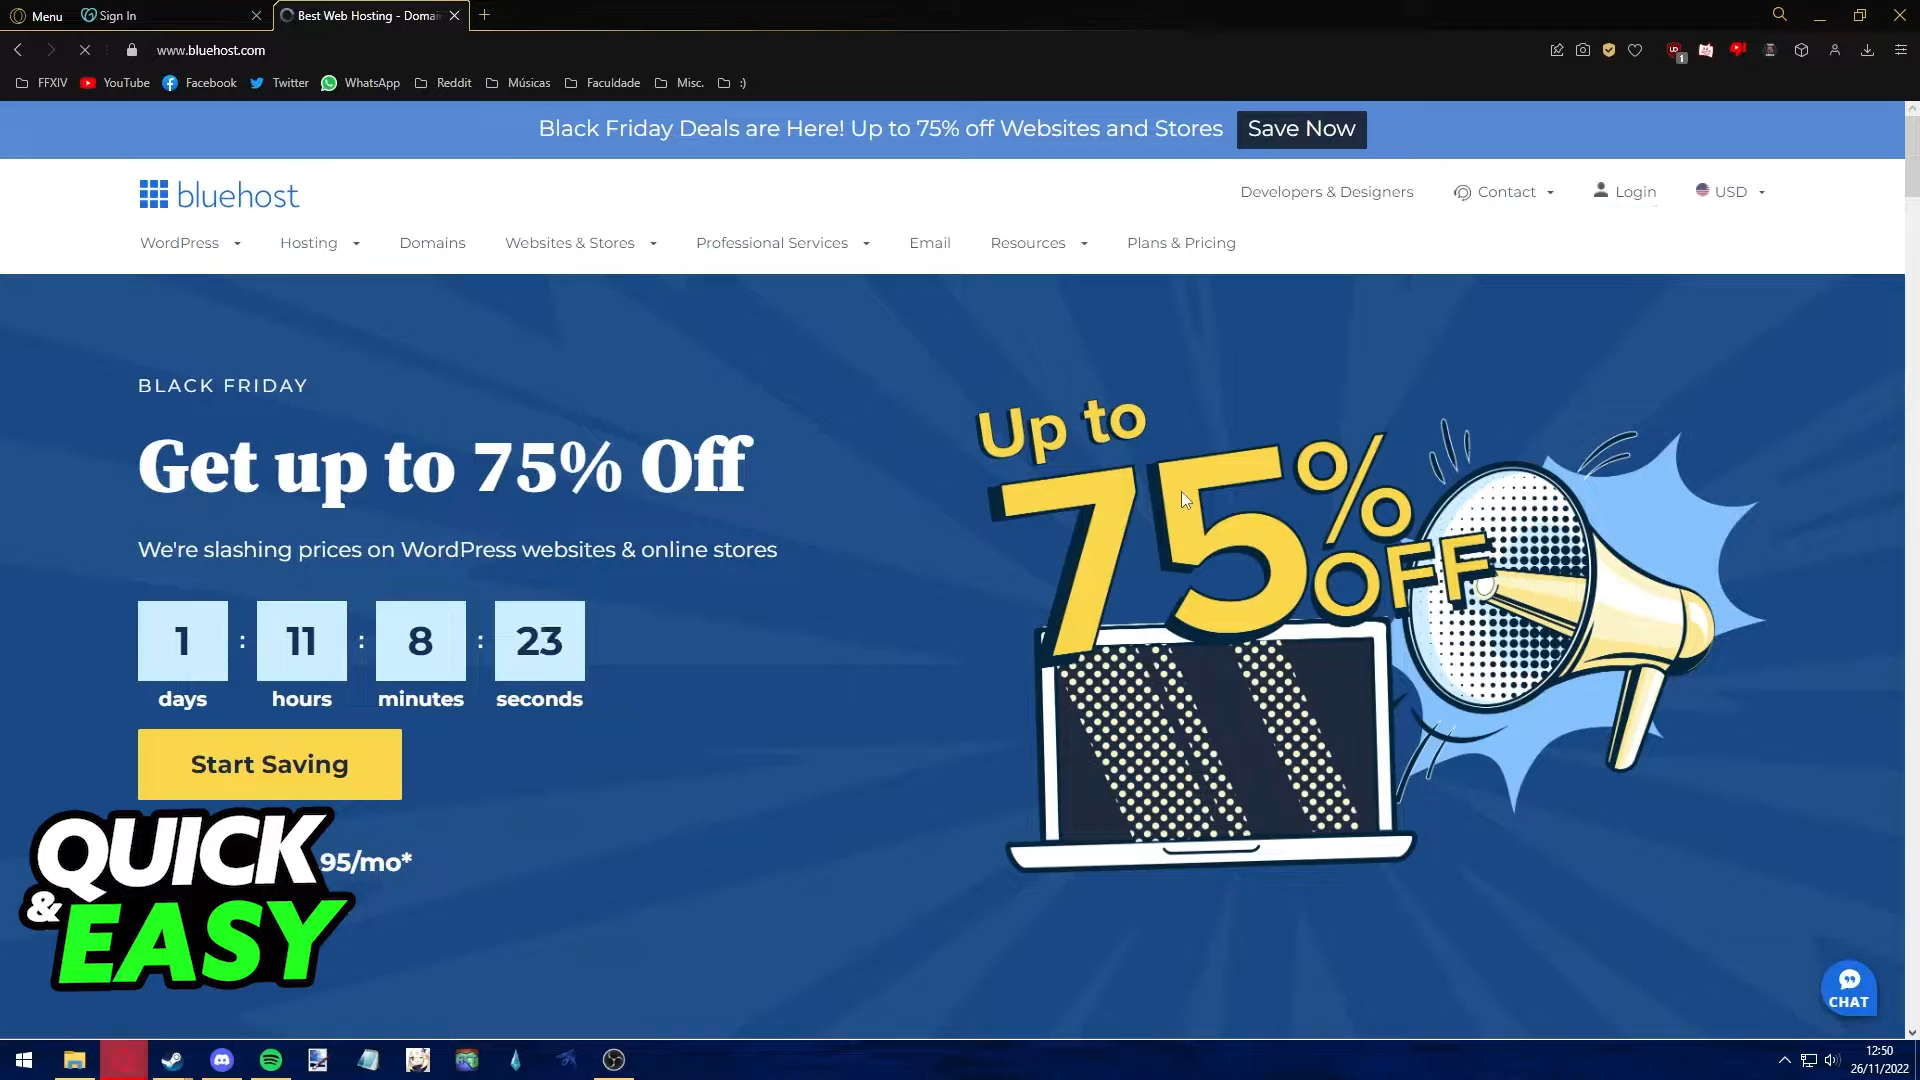 Menu
Sign In
Best Web Hosting - Domai
www.bluehost.com
1
FFXIV
YouTube
Facebook
Twitter
WhatsApp
Reddit
Músicas
Faculdade
Misc.
:)
Black Friday Deals are Here! Up to 75% off Websites and Stores
Save Now
bluehost
Developers & Designers
Contact
Login
USD
WordPress
Hosting
Domains
Websites & Stores
Professional Services
Email
Resources
Plans & Pricing
BLACK FRIDAY
Get up to 75% Off
We're slashing prices on WordPress websites & online stores
1 : 11 : 8 : 23
days hours minutes seconds
Start Saving
95/mo*
QUICK
& EASY
Up to
75%
OFF
CHAT
12:50
26/11/2022